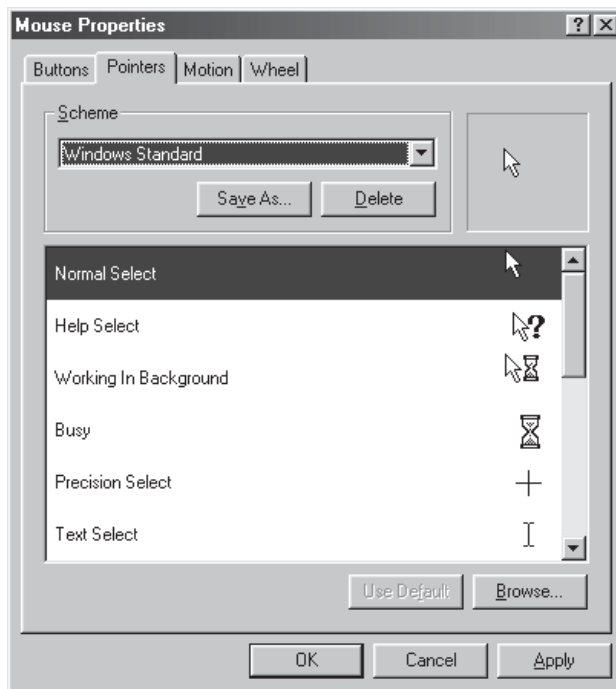 Mouse Properties
Buttons Pointers Motion Wheel
Scheme
Windows Standard
Save As... Delete
Normal Select
Help Select
Working In Background
Busy
Precision Select
Text Select
Use Default Browse...
OK Cancel Apply